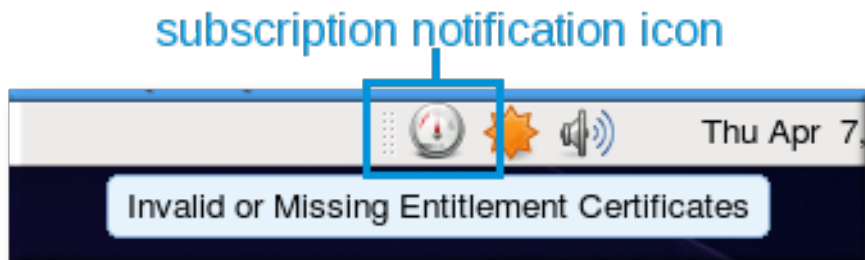 subscription notification icon
Thu Apr 7,
Invalid or Missing Entitlement Certificates